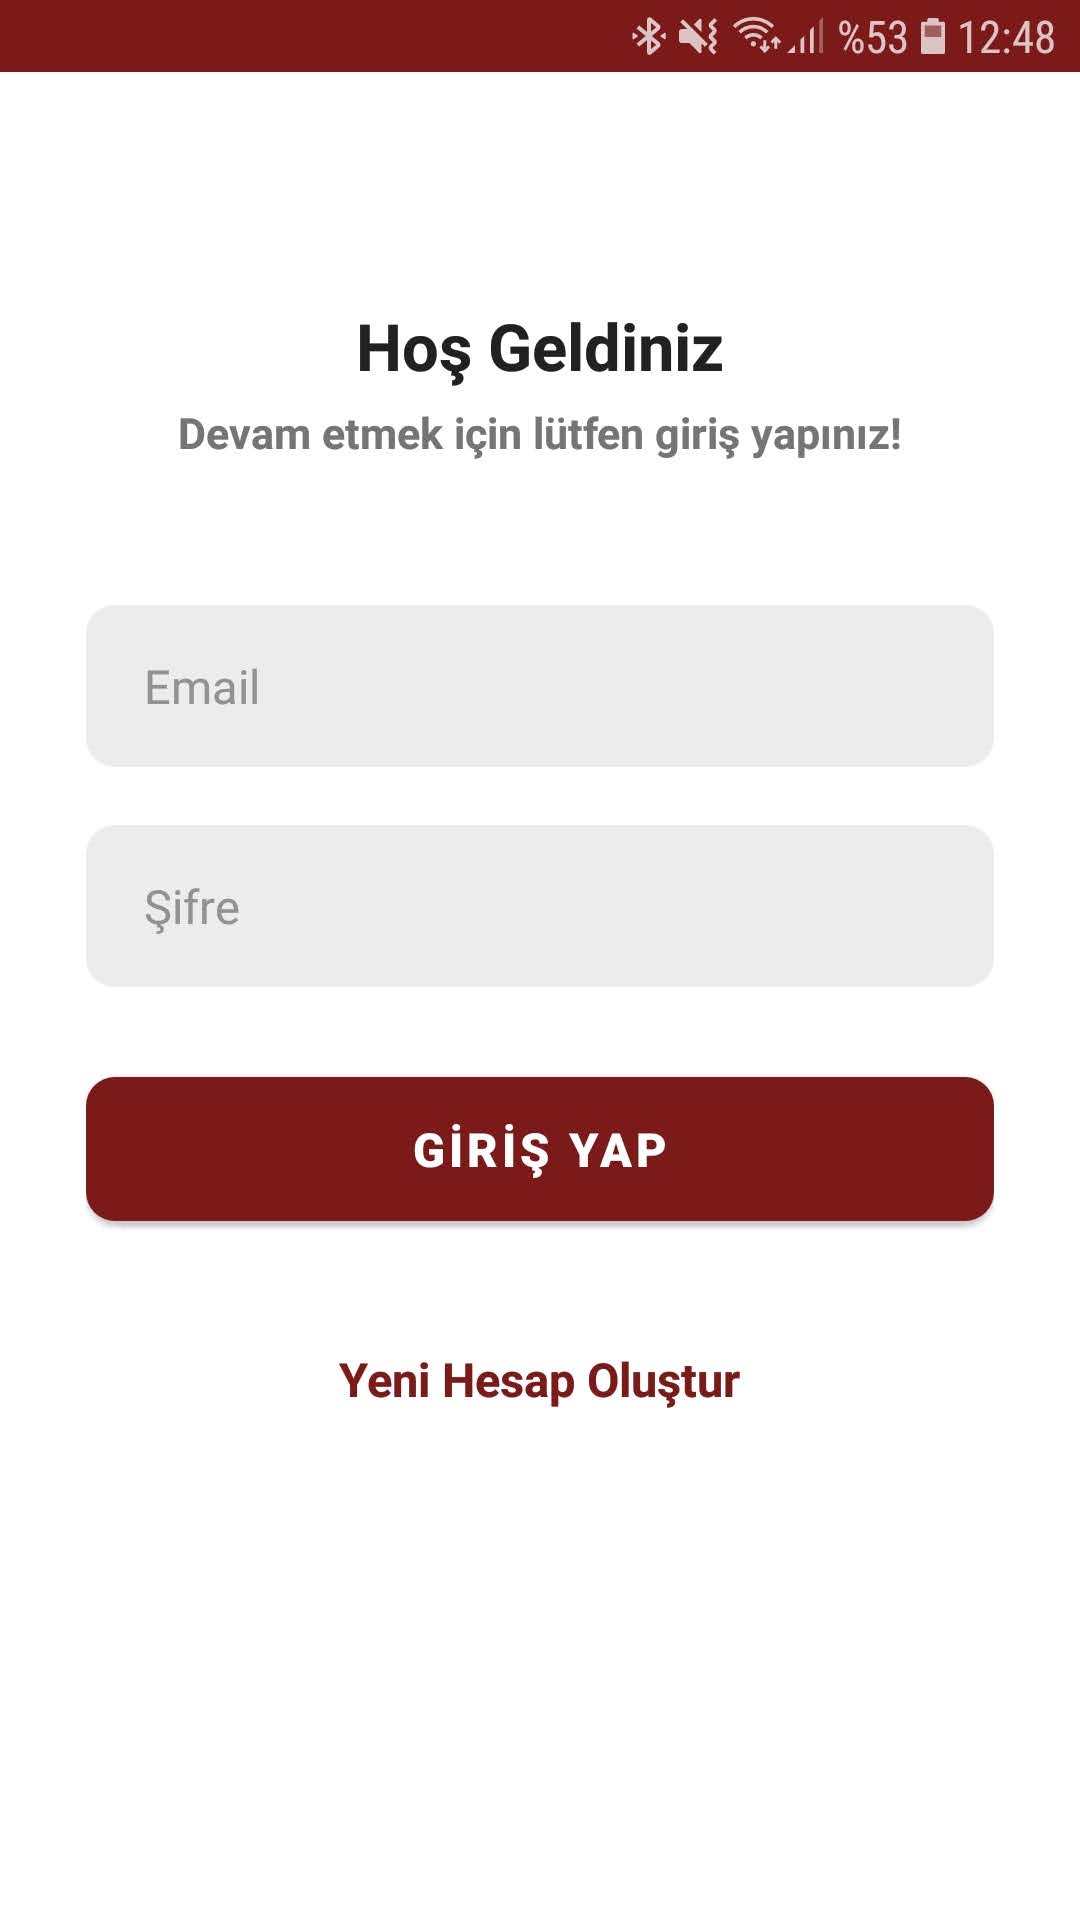 %53 12:48
Hoş Geldiniz
Devam etmek için lütfen giriş yapınız!
Email
Şifre
GİRİŞ YAP
Yeni Hesap Oluştur